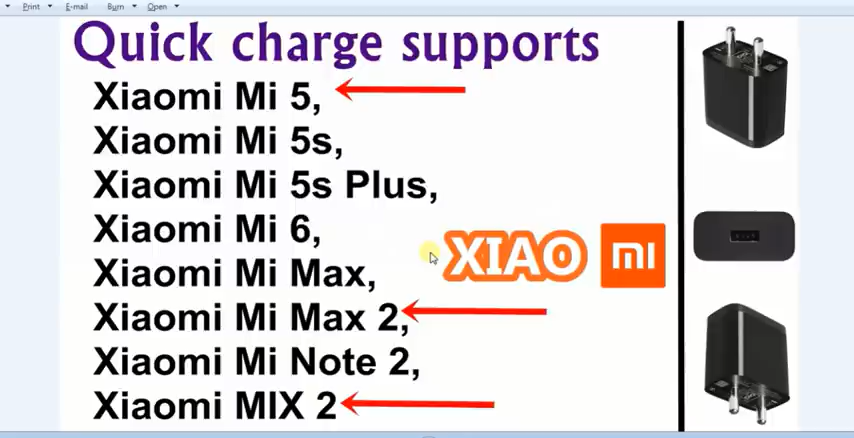 Print
E-mail
Burn
Open
Quick charge supports
Xiaomi Mi 5,
Xiaomi Mi 5s,
Xiaomi Mi 5s Plus,
Xiaomi Mi 6,
XIAO mi
Xiaomi Mi Max,
Xiaomi Mi Max 2,
Xiaomi Mi Note 2,
Xiaomi MIX 2